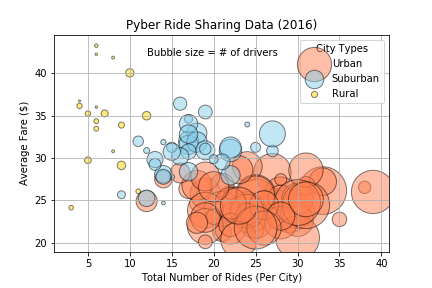 Pyber Ride Sharing Data (2016)
Bubble size = # of drivers
City Types
Urban
Suburban
Rural
Average Fare ($)
40
35
30
25
20
5
10
15
20
25
30
35
40
Total Number of Rides (Per City)